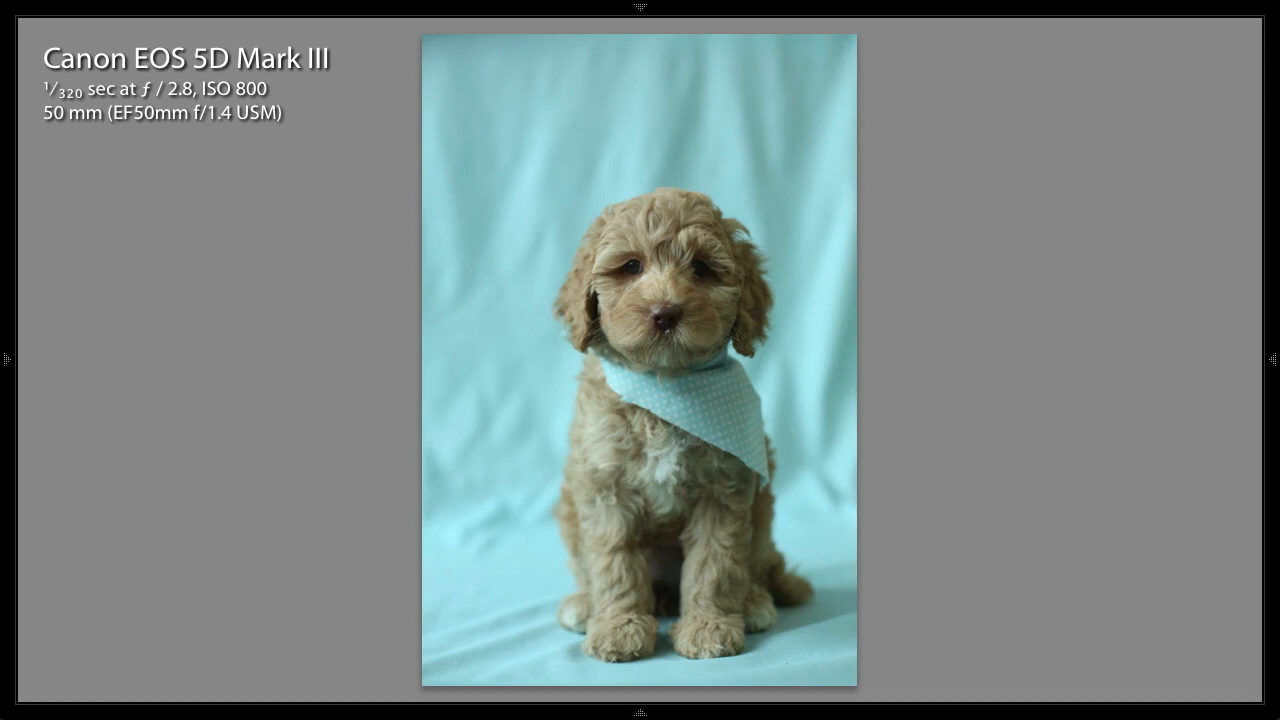 Canon EOS 5D Mark III
1/320 sec at ƒ / 2.8, ISO 800
50 mm (EF50mm f/1.4 USM)